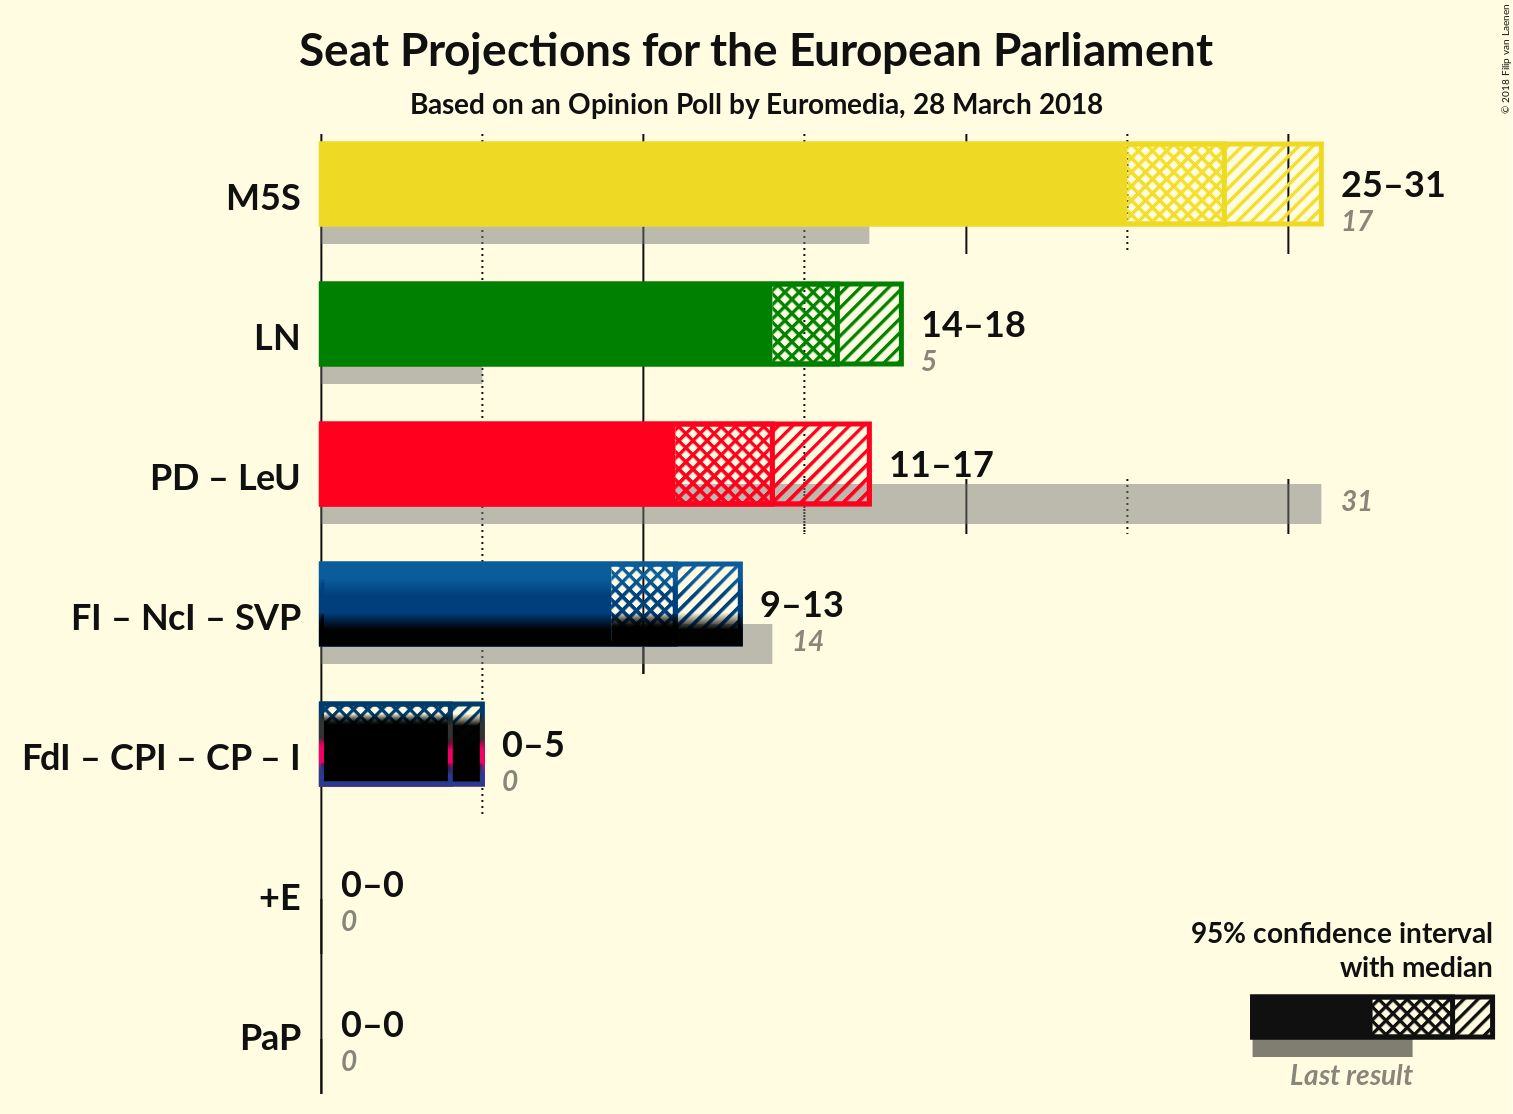 Seat Projections for the European Parliament
Based on an Opinion Poll by Euromedia, 28 March 2018
© 2018 Filip van Laenen
M5S
25–31
17
LN
14–18
5
PD – LeU
11–17
31
FI – NcI – SVP
9–13
14
FdI – CPI – CP – I
0–5
0
+E
0–0
0
PaP
0–0
0
95% confidence interval
with median
Last result